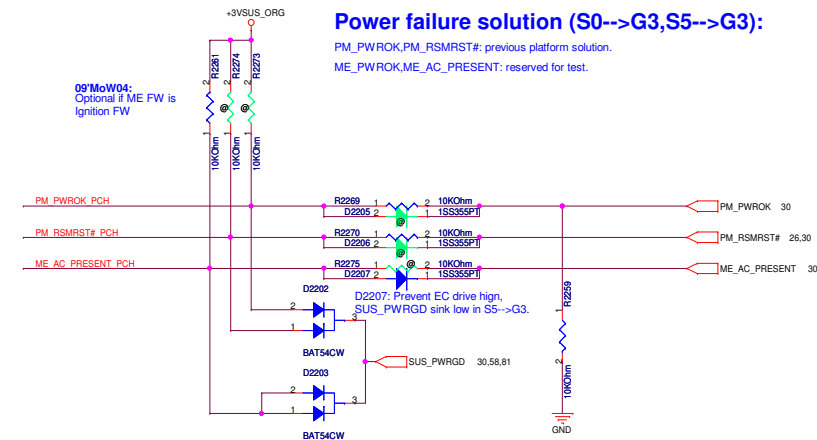 +3VSUS_ORG
Power failure solution (S0-->G3,S5-->G3):
PM_PWROK,PM_RSMRST#: previous platform solution.
ME_PWROK,ME_AC_PRESENT: reserved for test.
09'MoW04:
Optional if ME FW is
Ignition FW
2 R2261
2 R2274
2 R2273
@ @
1 10KOhm
1 10KOhm
1 10KOhm
PM_PWROK_PCH R2269 1 2 10KOhm PM_PWROK 30
D2205 2 1 1SS355PT
@
PM_RSMRST#_PCH R2270 1 2 10KOhm PM_RSMRST# 26,30
D2206 2 1 1SS355PT
@
ME_AC_PRESENT_PCH R2275 1 2 10KOhm ME_AC_PRESENT 30
D2207 2 1 1SS355PT
@
D2207: Prevent EC drive hign,
SUS_PWRGD sink low in S5-->G3.
D2202
2
3
1
BAT54CW
SUS_PWRGD 30,58,81
D2203
2
3
1
BAT54CW
1 R2259
2 10KOhm
GND